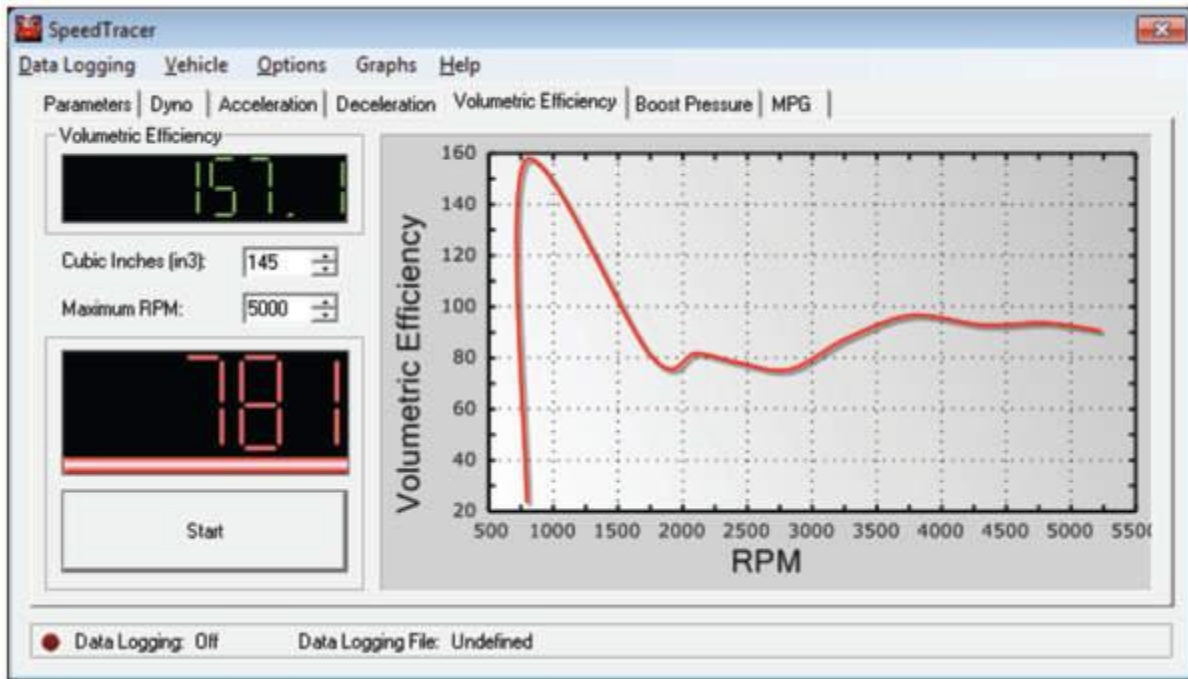 SpeedTracer
Data Logging Vehicle Options Graphs Help
Parameters Dyno Acceleration Deceleration Volumetric Efficiency Boost Pressure MPG
Volumetric Efficiency
157.1
Cubic Inches (in3): 145
Maximum RPM: 5000
781
Start
Volumetric Efficiency
160
140
120
100
80
60
40
20
500 1000 1500 2000 2500 3000 3500 4000 4500 5000 5500
RPM
Data Logging: Off Data Logging File: Undefined